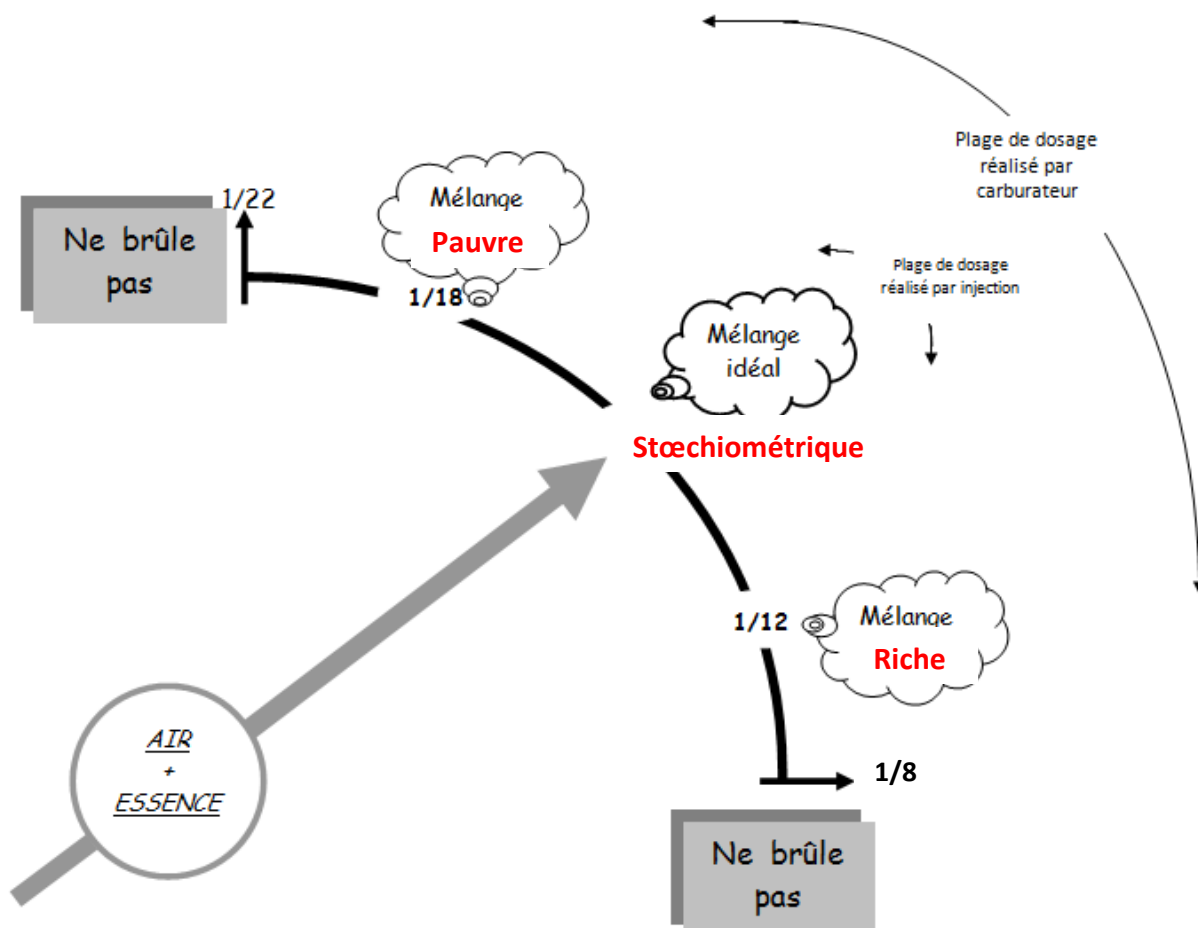 Plage de dosage
réalisé par
carburateur
1/22
Ne brûle
pas
Mélange
Pauvre
1/18
Plage de dosage
réalisé par injection
Mélange
idéal
Stœchiométrique
1/12
Mélange
Riche
AIR
+
ESSENCE
1/8
Ne brûle
pas